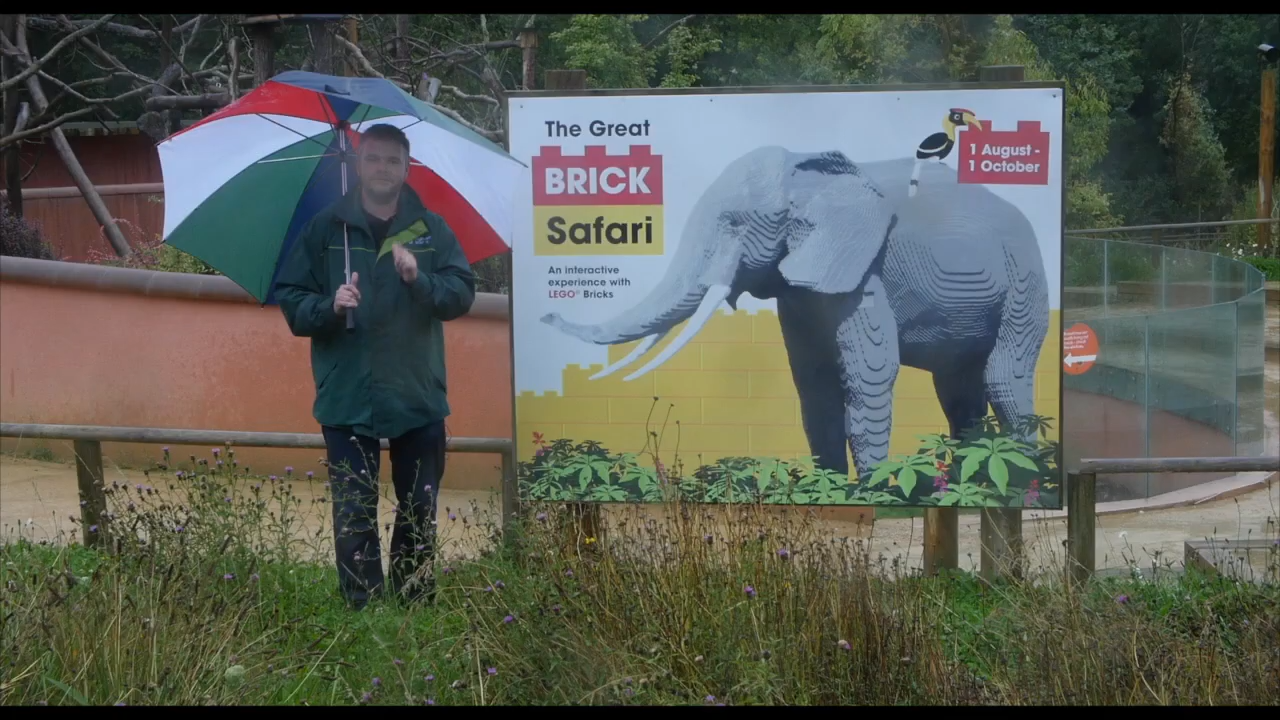 The Great
BRICK
Safari
An interactive
experience with
LEGO® Bricks
1 August -
1 October